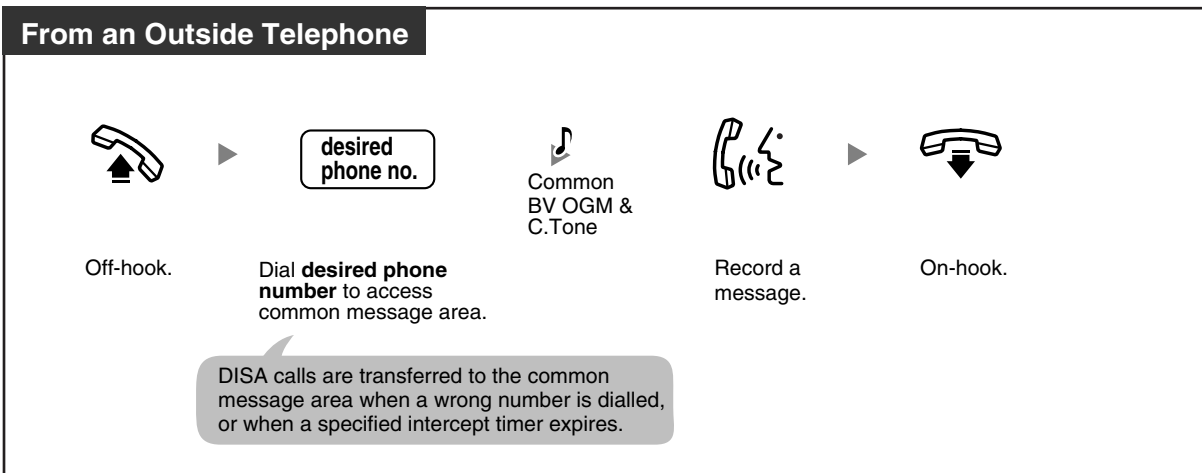 From an Outside Telephone
desired
phone no.
Common
BV OGM &
C.Tone
Off-hook.
Dial desired phone
number to access
common message area.
Record a
message.
On-hook.
DISA calls are transferred to the common
message area when a wrong number is dialled,
or when a specified intercept timer expires.